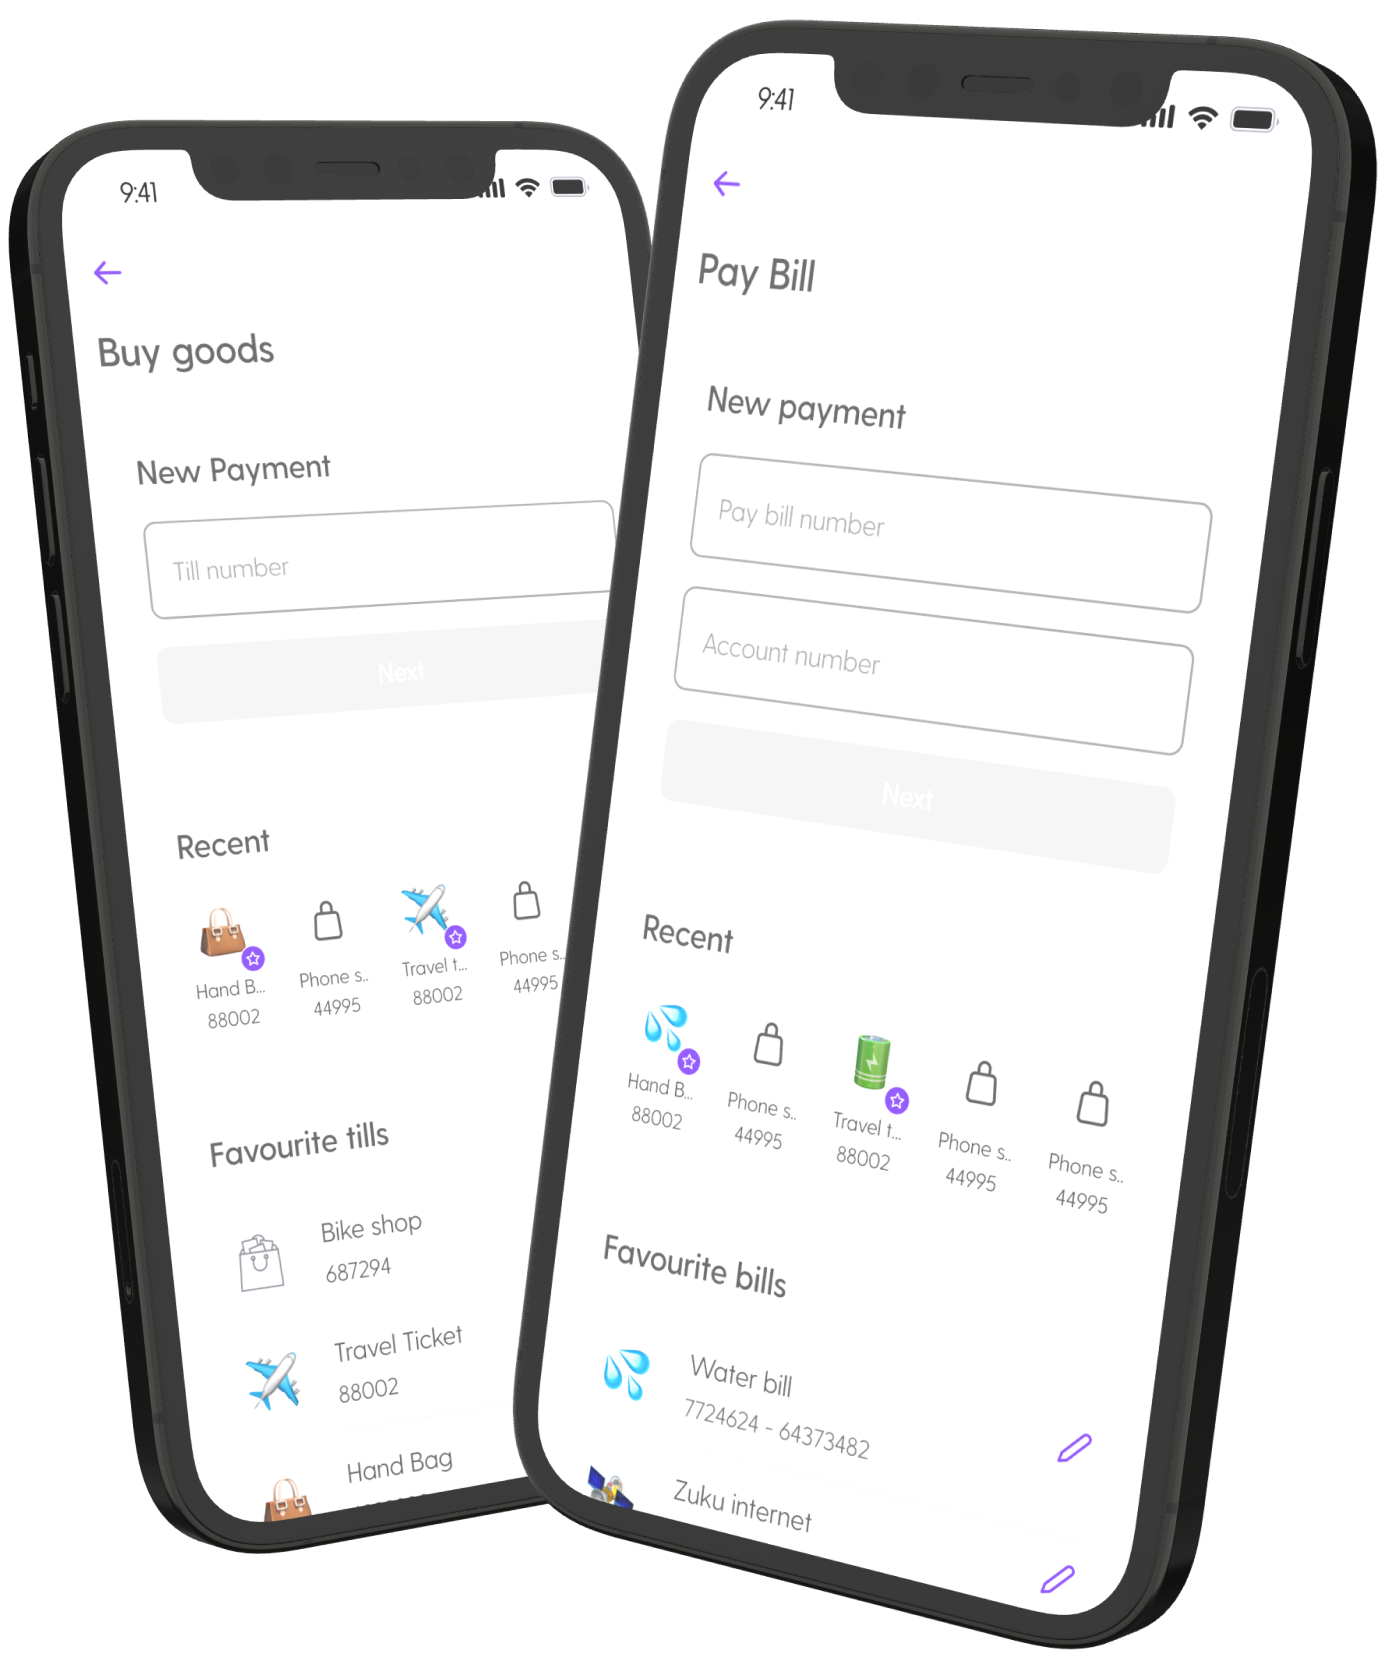 9:41
Buy goods
New Payment
Till number
Next
Recent
Hand B...
88002
Phone s..
44995
Travel t...
88002
Phone s..
44995
Favourite tills
Bike shop
687294
Travel Ticket
88002
Hand Bag
9:41
Pay Bill
New payment
Pay bill number
Account number
Next
Recent
Hand B...
88002
Phone s..
44995
Travel t...
88002
Phone s..
44995
Phone s..
44995
Favourite bills
Water bill
7724624 - 64373482
Zuku internet